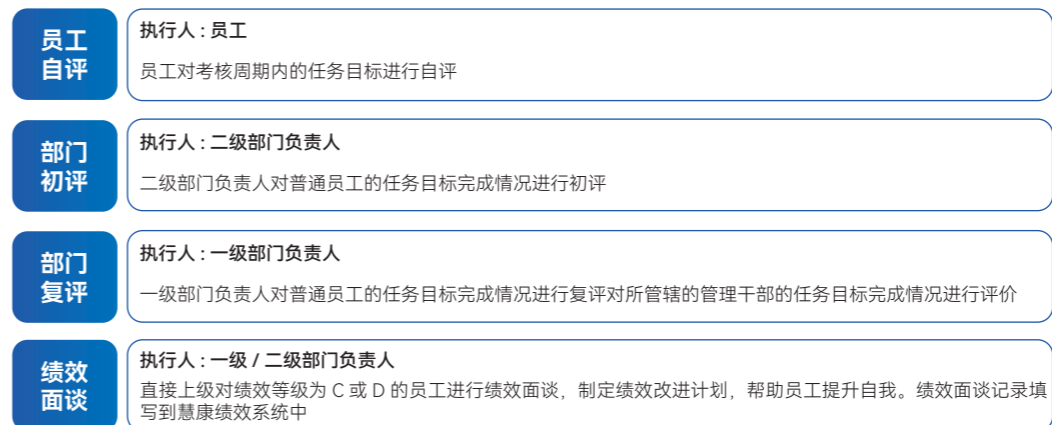 员工
自评
执行人 : 员工
员工对考核周期内的任务目标进行自评
部门
初评
执行人 : 二级部门负责人
二级部门负责人对普通员工的任务目标完成情况进行初评
部门
复评
执行人 : 一级部门负责人
一级部门负责人对普通员工的任务目标完成情况进行复评对所管辖的管理干部的任务目标完成情况进行评价
绩效
面谈
执行人 : 一级 / 二级部门负责人
直接上级对绩效等级为 C 或 D 的员工进行绩效面谈，制定绩效改进计划，帮助员工提升自我。绩效面谈记录填
写到慧康绩效系统中